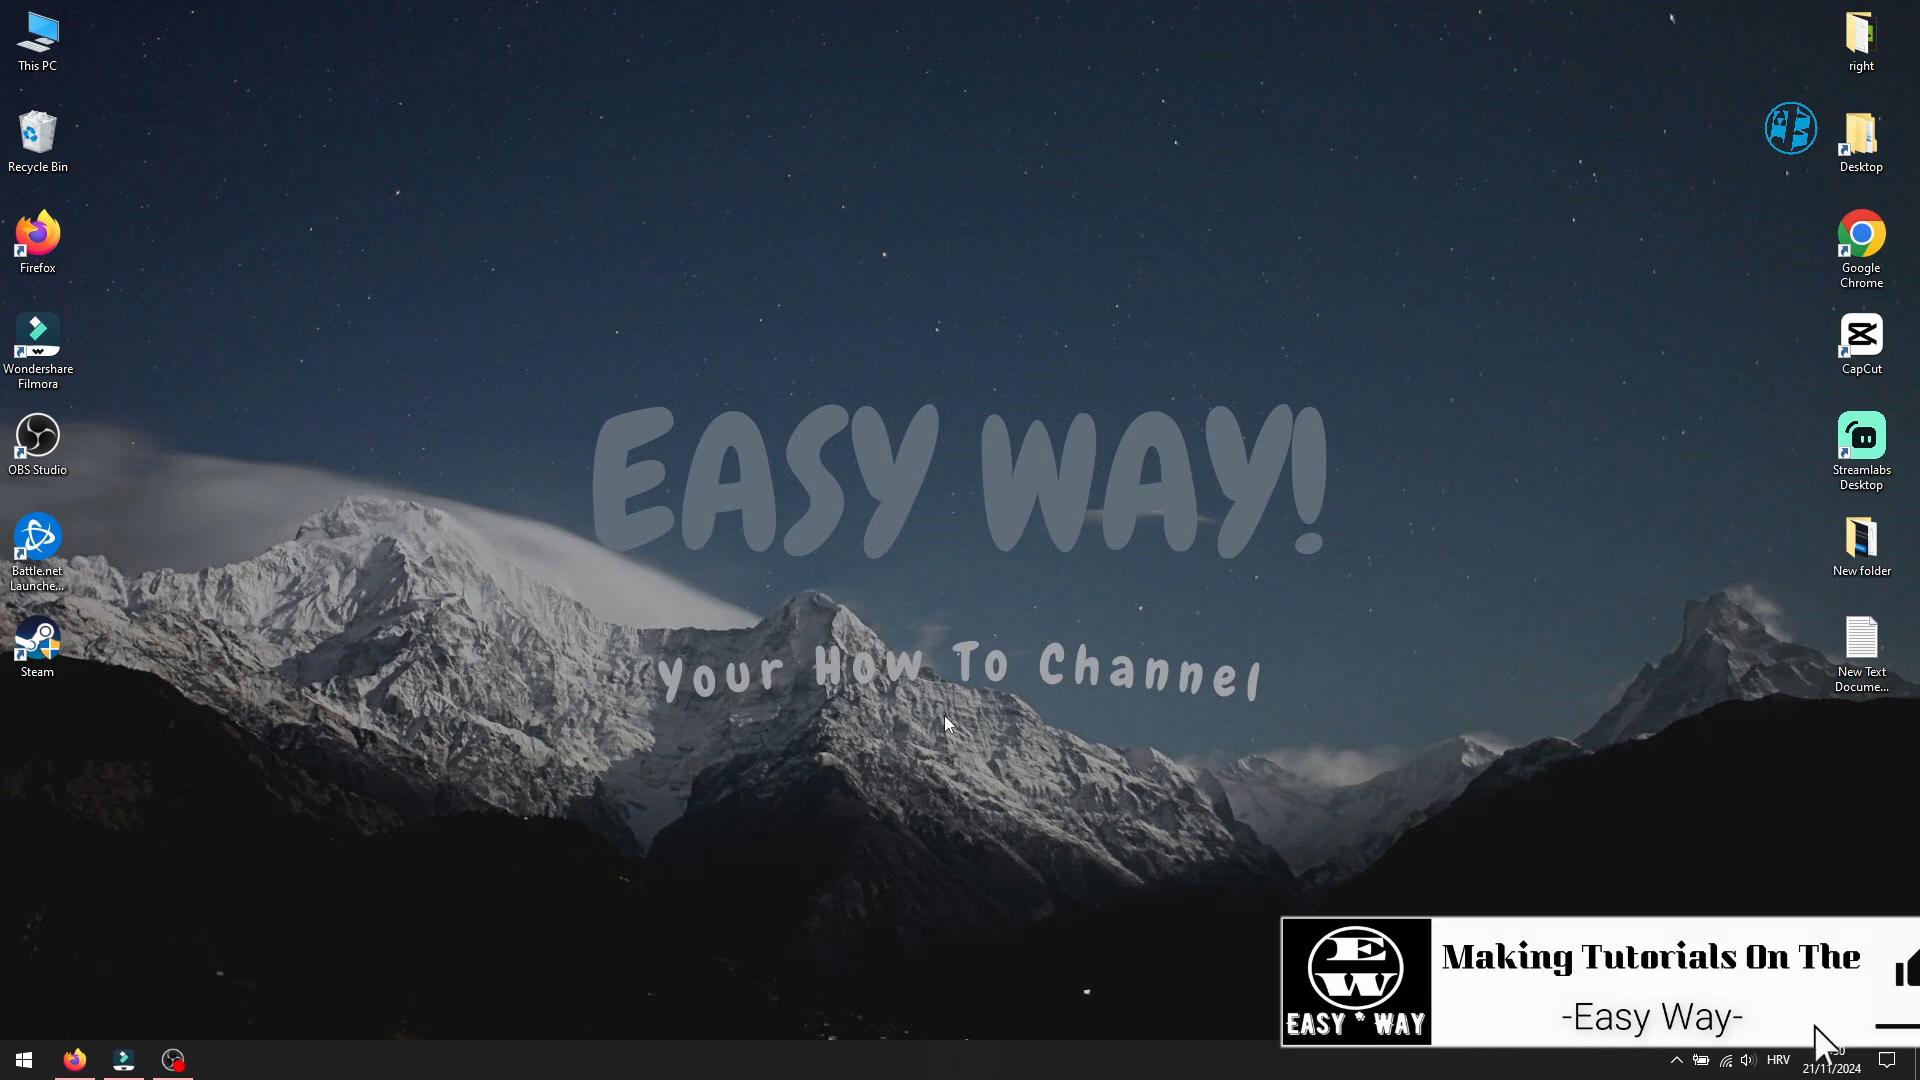 This PC
Recycle Bin
Firefox
Wondershare
Filmora
OBS Studio
Battle.net
Launche...
Steam
right
Desktop
Google
Chrome
CapCut
Streamlabs
Desktop
New folder
New Text
Docume...
EASY WAY!
Your How To Channel
EW
EASY * WAY
Making Tutorials On The
-Easy Way-
HRV
21/11/2024